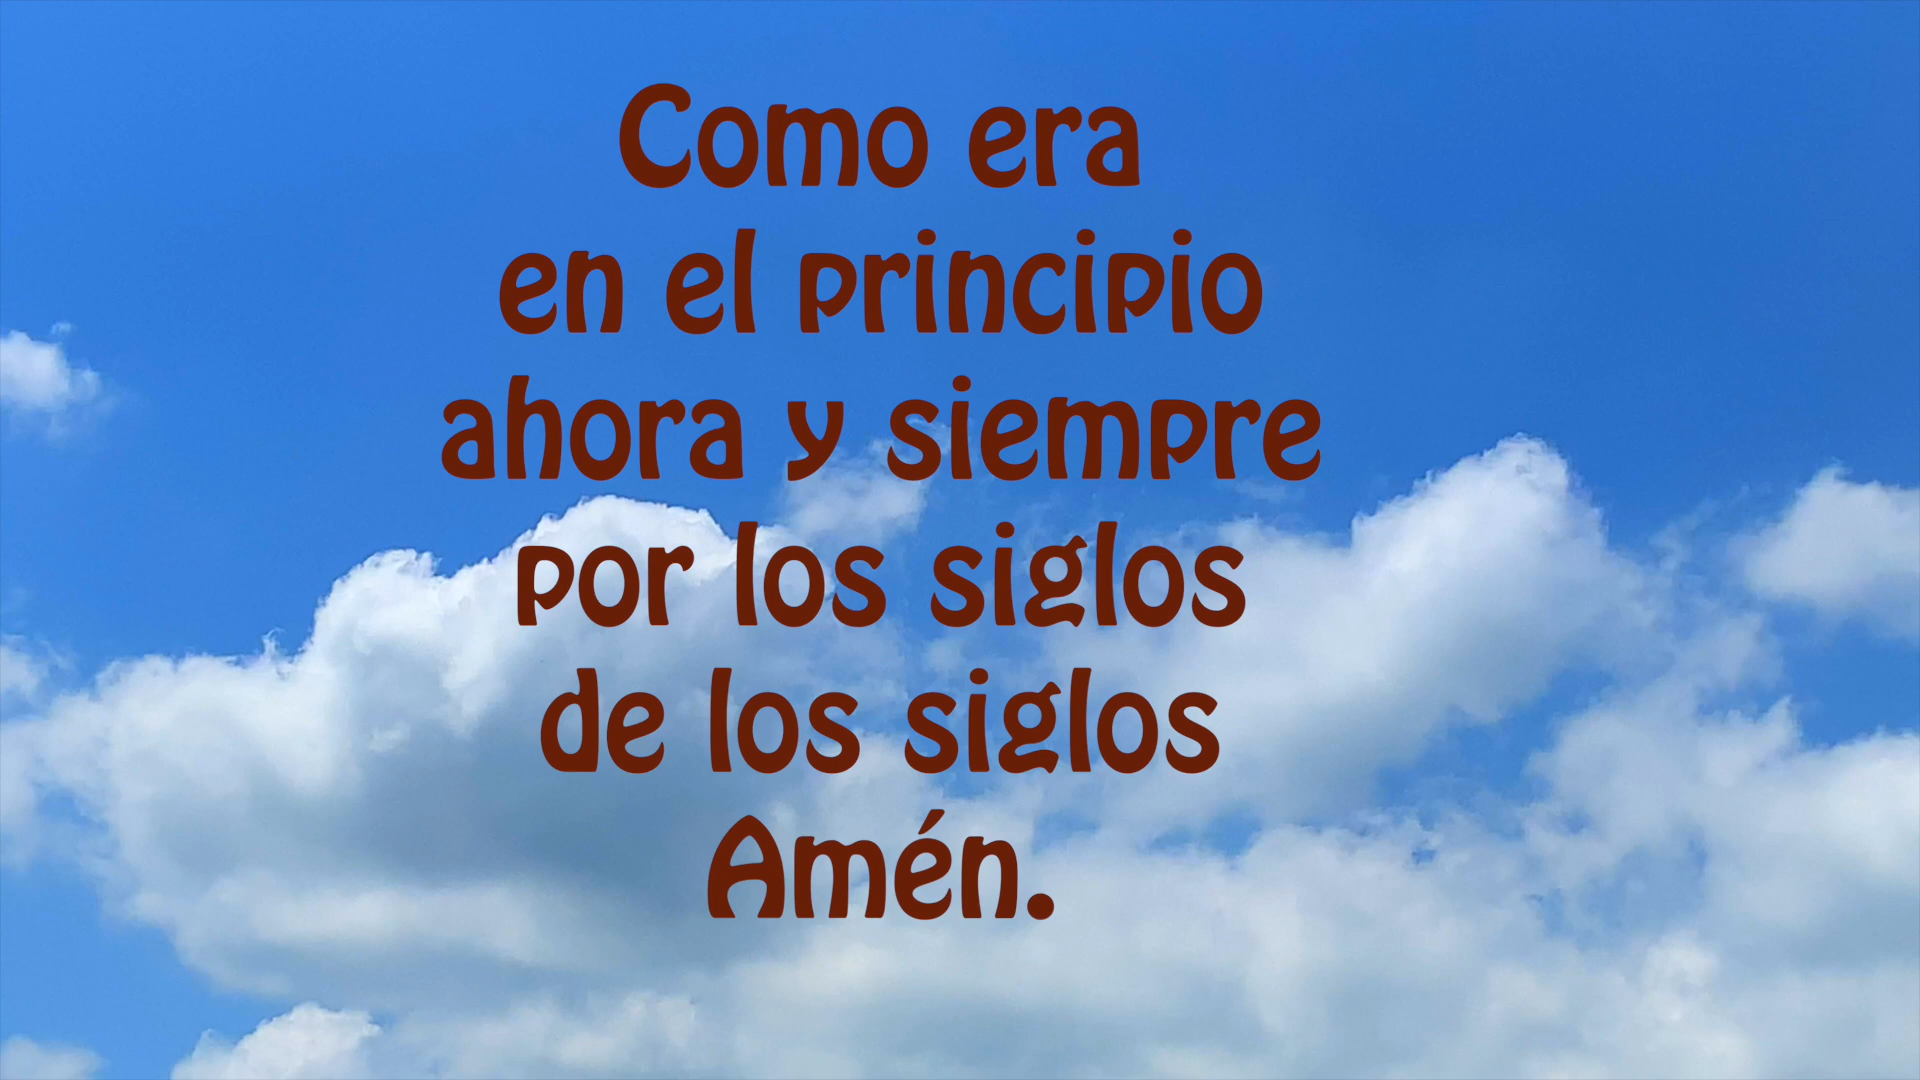 Como era
en el principio
ahora y siempre
por los siglos
de los siglos
Amén.